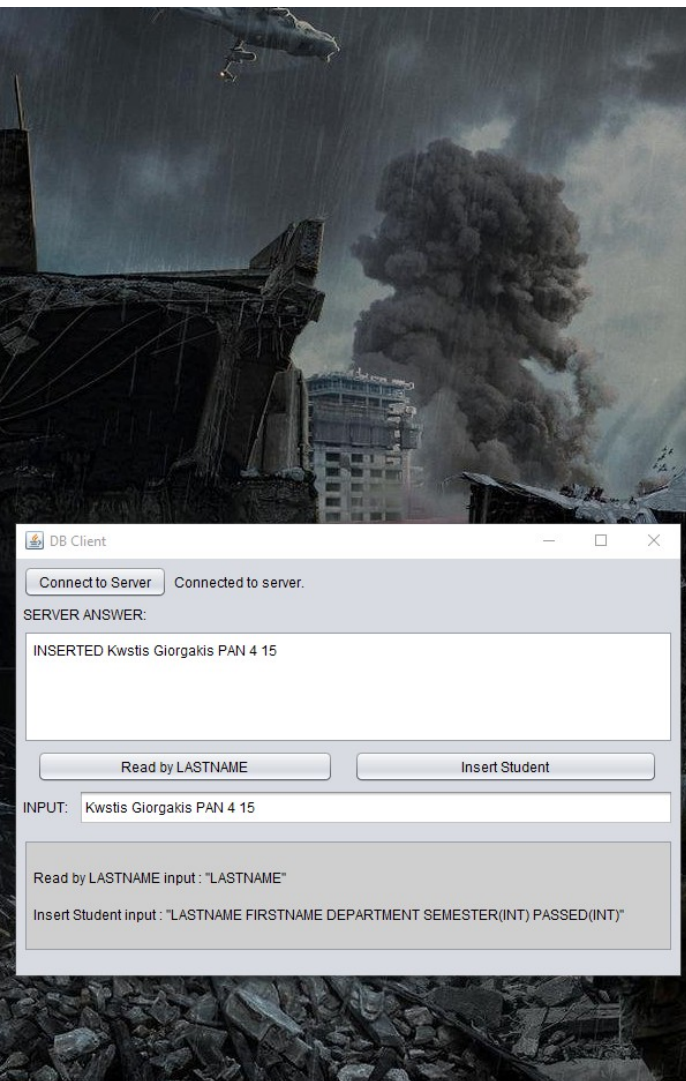 DB Client
Connect to Server Connected to server.
SERVER ANSWER:
INSERTED Kwstis Giorgakis PAN 4 15
Read by LASTNAME Insert Student
INPUT: Kwstis Giorgakis PAN 4 15
Read by LASTNAME input : "LASTNAME"
Insert Student input : "LASTNAME FIRSTNAME DEPARTMENT SEMESTER(INT) PASSED(INT)"